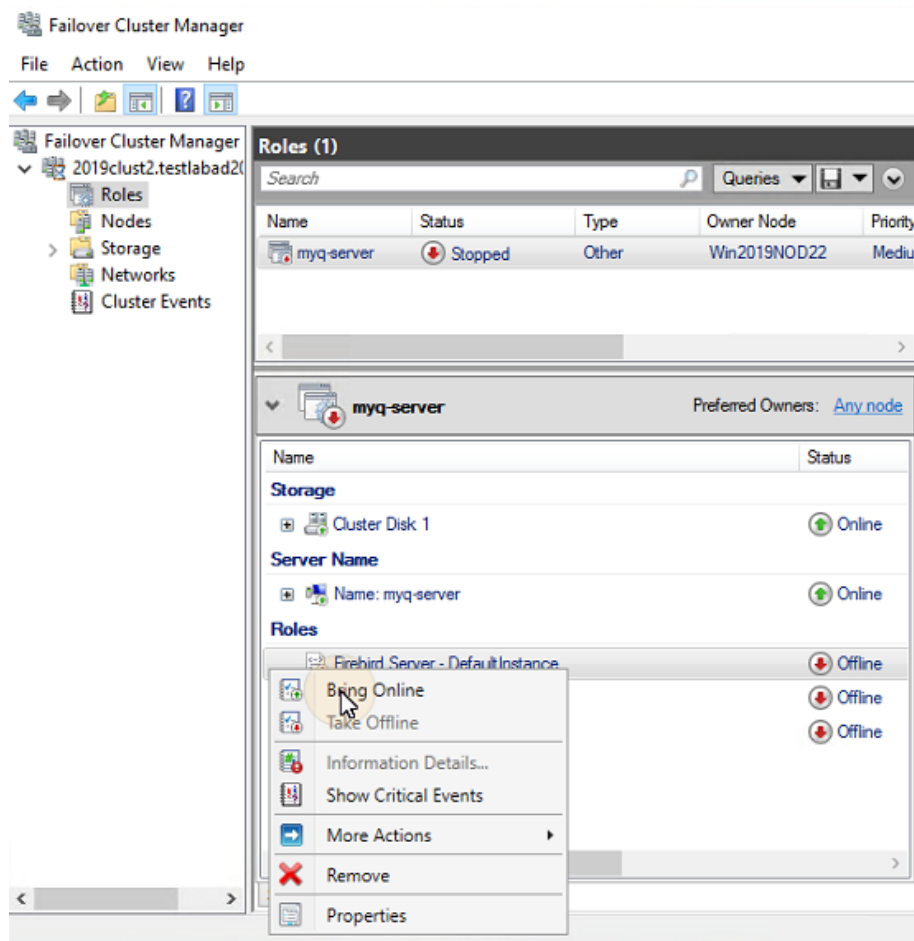 Failover Cluster Manager
File Action View Help
Failover Cluster Manager
2019clust2.testlabad2(
Roles
Nodes
Storage
Networks
Cluster Events
Roles (1)
Search
Queries
Name Status Type Owner Node Priority
myq-server Stopped Other Win2019NOD22 Mediu
myq-server Preferred Owners: Any node
Name Status
Storage
Cluster Disk 1 Online
Server Name
Name: myq-server Online
Roles
Firebird Server - DefaultInstance Offline
Bring Online Offline
Take Offline Offline
Information Details...
Show Critical Events
More Actions
Remove
Properties